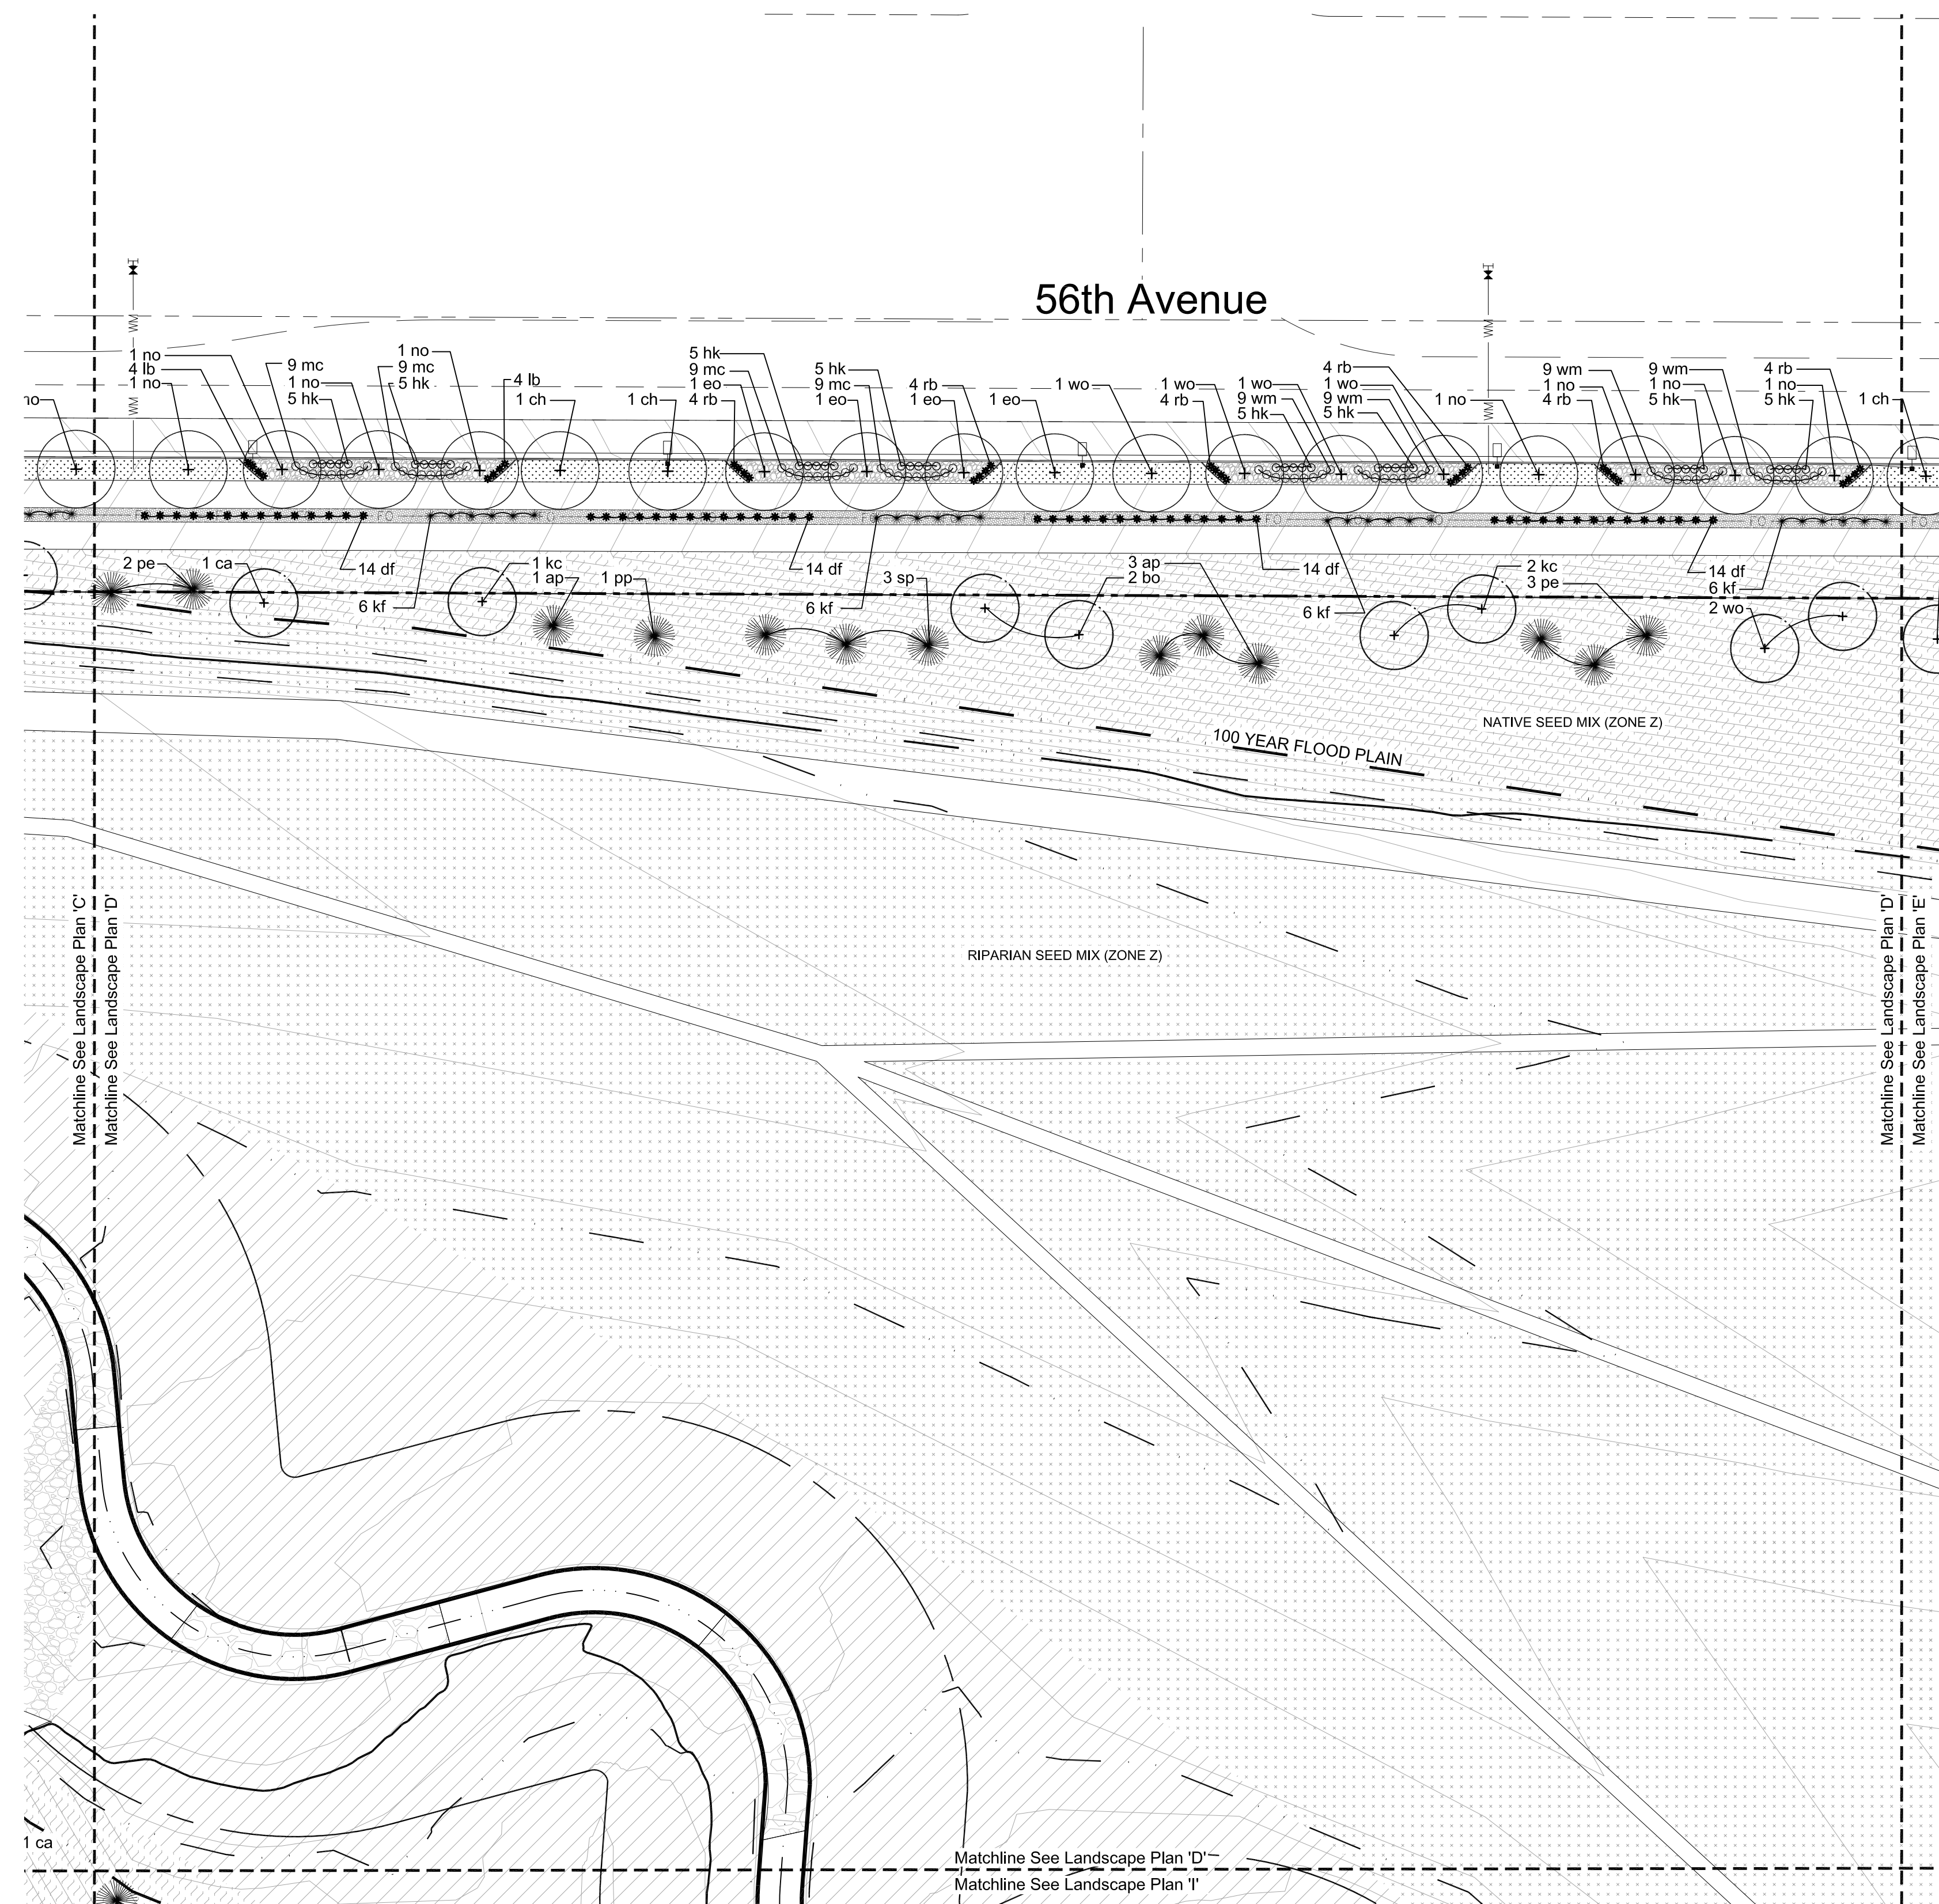 56th Avenue
WM
WM
WM
WM
no
1 no
4 lb
1 no
9 mc
1 no
5 hk
1 no
9 mc
5 hk
4 lb
1 ch
1 ch
5 hk
9 mc
1 eo
4 rb
5 hk
9 mc
1 eo
4 rb
1 eo
1 eo
1 wo
1 wo
4 rb
1 wo
9 wm
5 hk
4 rb
1 wo
9 wm
5 hk
1 no
9 wm
1 no
4 rb
9 wm
1 no
5 hk
4 rb
1 no
5 hk
1 ch
FO
FO
FO
2 pe
1 ca
14 df
6 kf
1 kc
1 ap
1 pp
14 df
6 kf
3 sp
3 ap
2 bo
14 df
6 kf
2 kc
3 pe
14 df
6 kf
2 wo
NATIVE SEED MIX (ZONE Z)
100 YEAR FLOOD PLAIN
RIPARIAN SEED MIX (ZONE Z)
Matchline See Landscape Plan 'C'
Matchline See Landscape Plan 'D'
Matchline See Landscape Plan 'D'
Matchline See Landscape Plan 'E'
1 ca
Matchline See Landscape Plan 'D'
Matchline See Landscape Plan 'I'